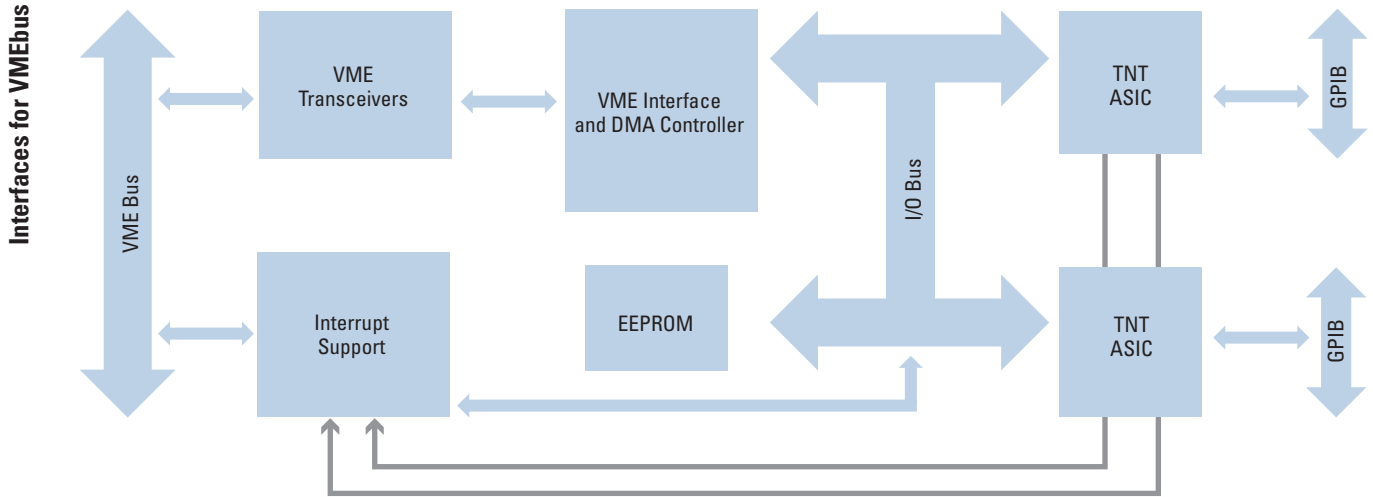 Interfaces for VMEbus
VME Bus
VME
Transceivers
VME Interface
and DMA Controller
I/O Bus
TNT
ASIC
GPIB
Interrupt
Support
EEPROM
TNT
ASIC
GPIB